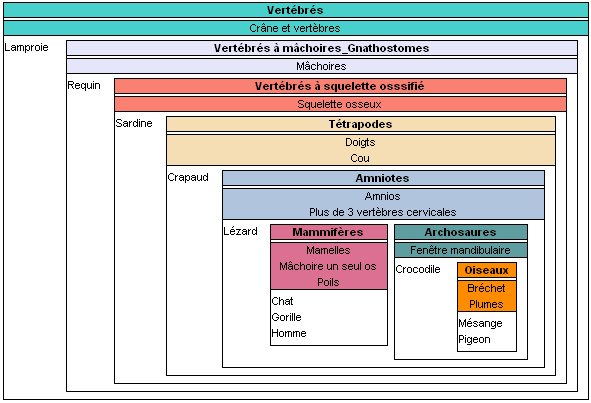 Vertébrés
Crâne et vertèbres
Lamproie
Vertébrés à mâchoires_Gnathostomes
Mâchoires
Requin
Vertébrés à squelette osssifié
Squelette osseux
Sardine
Tétrapodes
Doigts
Cou
Crapaud
Amniotes
Amnios
Plus de 3 vertèbres cervicales
Lézard
Mammifères
Mamelles
Mâchoire un seul os
Poils
Chat
Gorille
Homme
Archosaures
Fenêtre mandibulaire
Crocodile
Oiseaux
Bréchet
Plumes
Mésange
Pigeon